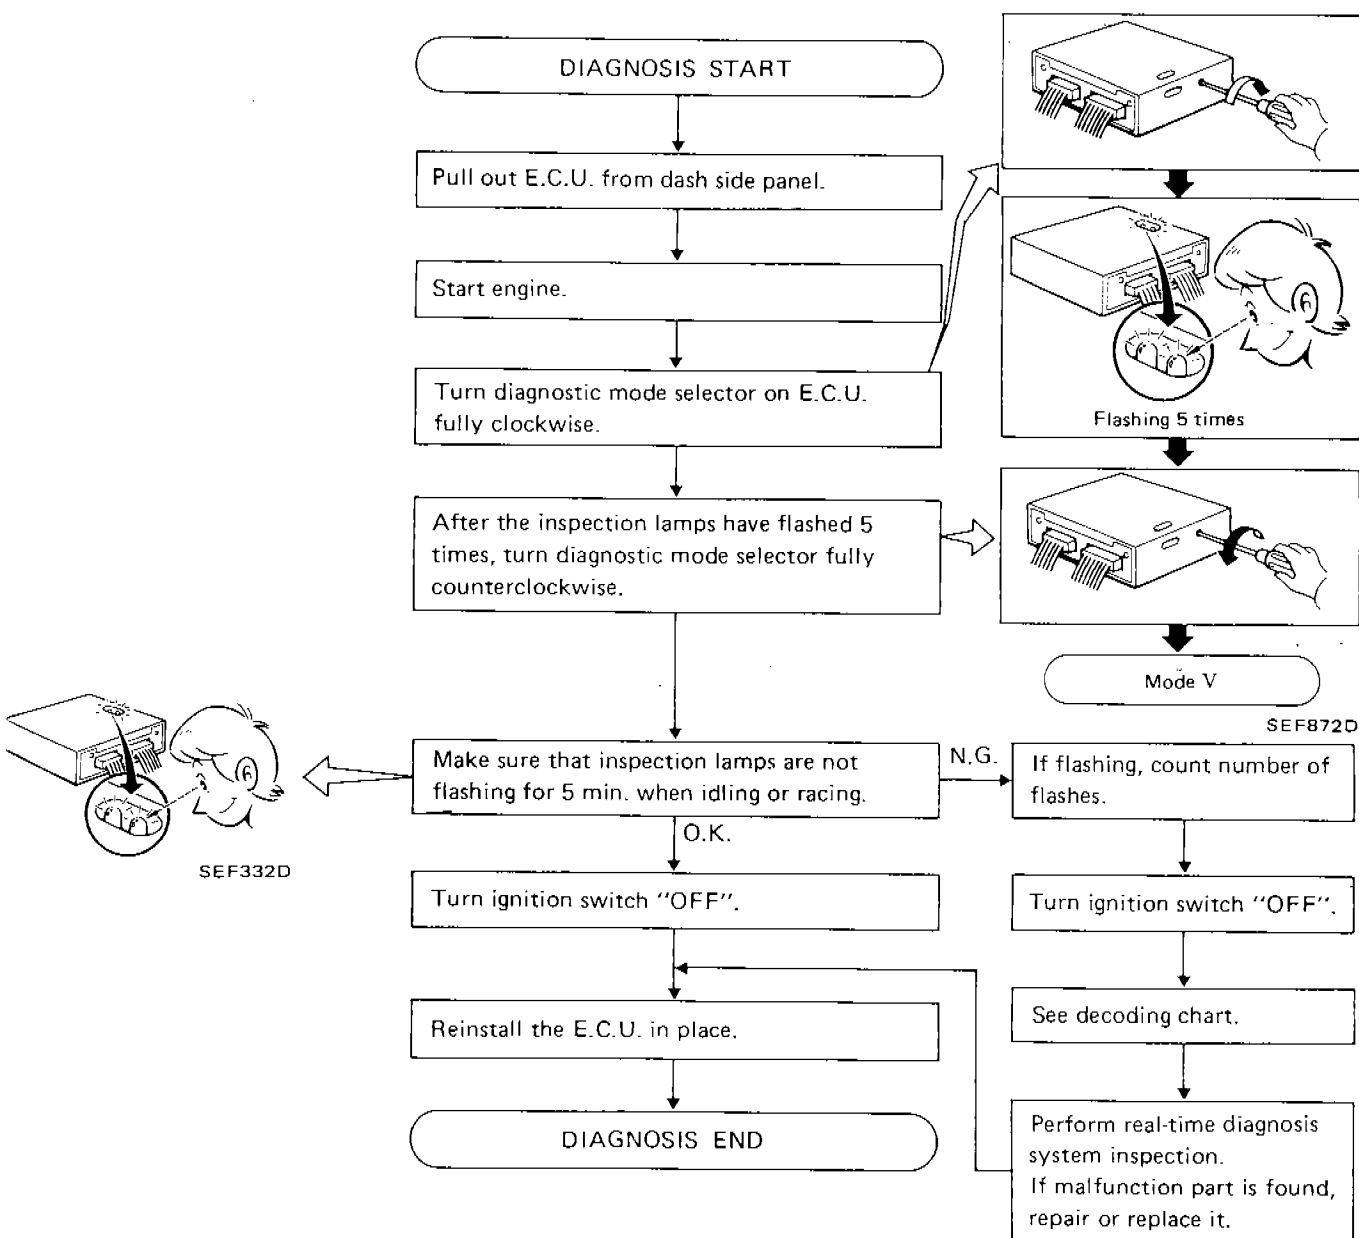 DIAGNOSIS START
Pull out E.C.U. from dash side panel.
Start engine.
Turn diagnostic mode selector on E.C.U.
fully clockwise.
Flashing 5 times
After the inspection lamps have flashed 5
times, turn diagnostic mode selector fully
counterclockwise.
Mode V
SEF872D
Make sure that inspection lamps are not
flashing for 5 min. when idling or racing.
N.G.
If flashing, count number of
flashes.
SEF332D
O.K.
Turn ignition switch "OFF".
Turn ignition switch "OFF".
Reinstall the E.C.U. in place.
See decoding chart.
DIAGNOSIS END
Perform real-time diagnosis
system inspection.
If malfunction part is found,
repair or replace it.